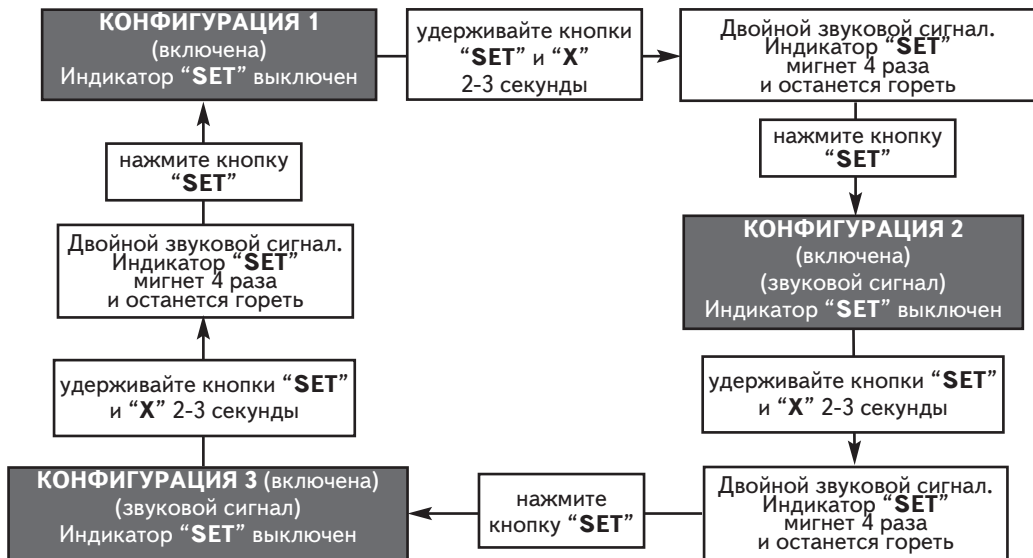 КОНФИГУРАЦИЯ 1
(включена)
Индикатор “SET” выключен
удерживайте кнопки
“SET” и “X”
2-3 секунды
Двойной звуковой сигнал.
Индикатор “SET”
мигнет 4 раза
и останется гореть
нажмите кнопку
“SET”
КОНФИГУРАЦИЯ 2
(включена)
(звуковой сигнал)
Индикатор “SET” выключен
удерживайте кнопки “SET”
и “X” 2-3 секунды
Двойной звуковой сигнал.
Индикатор “SET”
мигнет 4 раза
и останется гореть
нажмите
кнопку “SET”
КОНФИГУРАЦИЯ 3 (включена)
(звуковой сигнал)
Индикатор “SET” выключен
удерживайте кнопки “SET”
и “X” 2-3 секунды
Двойной звуковой сигнал.
Индикатор “SET”
мигнет 4 раза
и останется гореть
нажмите кнопку
“SET”